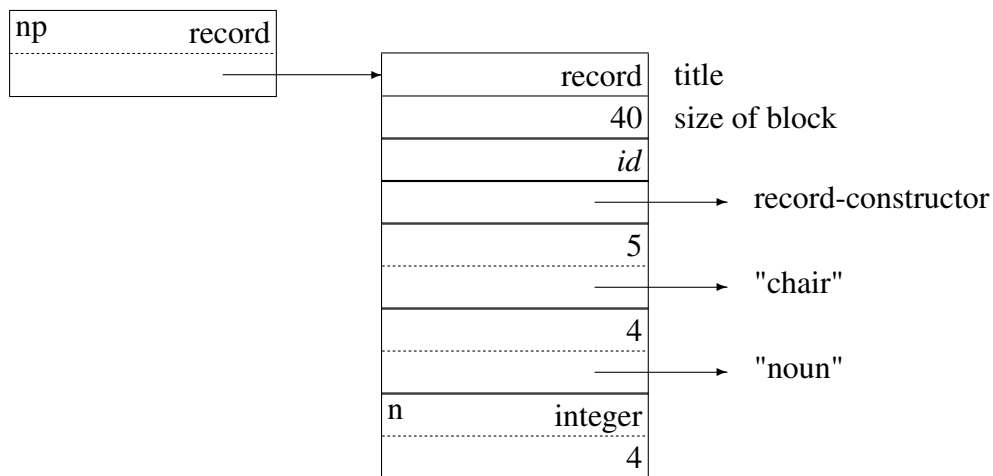 np record
record title
40 size of block
id
record-constructor
5
"chair"
4
"noun"
n integer
4